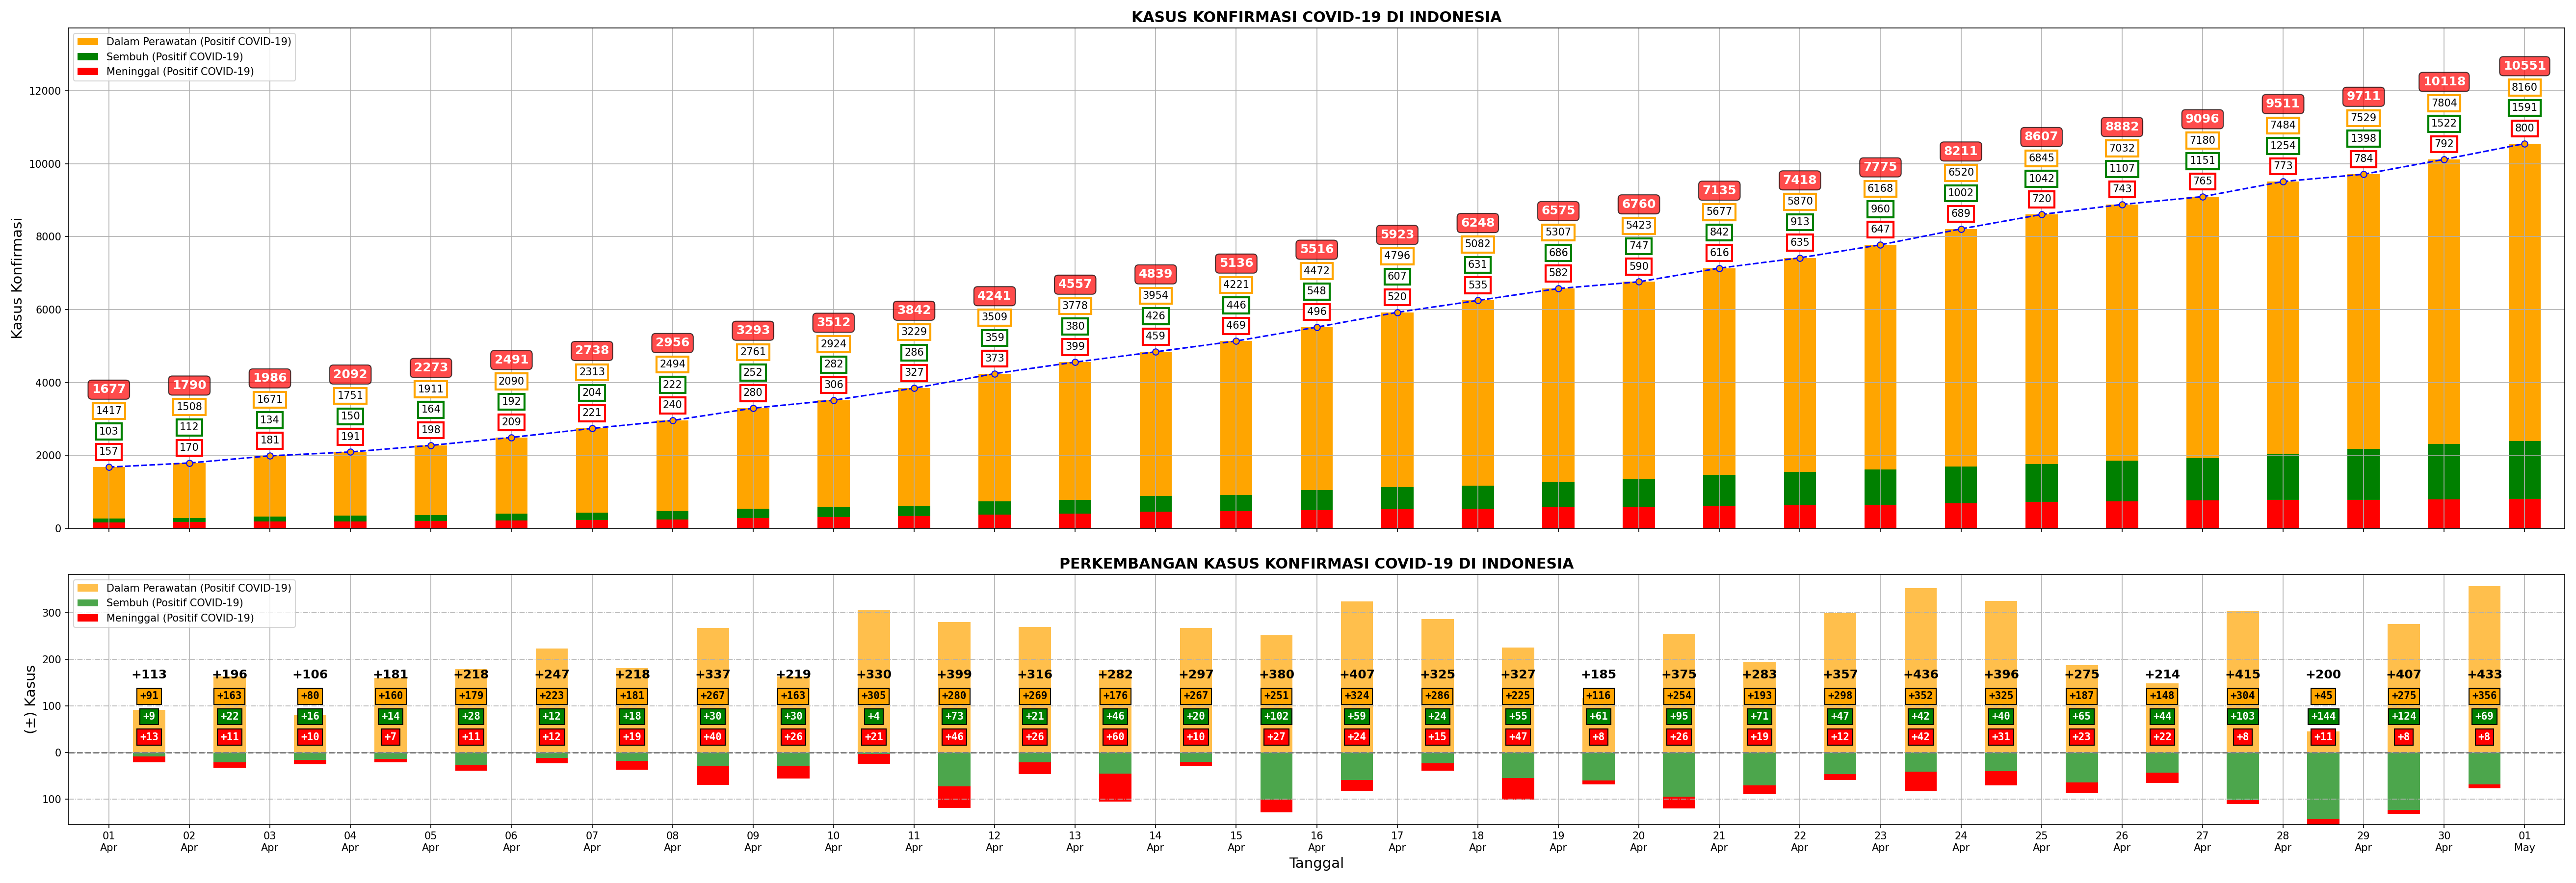 KASUS KONFIRMASI COVID-19 DI INDONESIA
Dalam Perawatan (Positif COVID-19)
Sembuh (Positif COVID-19)
Meninggal (Positif COVID-19)
Kasus Konfirmasi
12000
10000
8000
6000
4000
2000
0
1677 1790 1986 2092 2273 2491 2738 2956 3293 3512 3842 4241 4557 4839 5136 5516 5923 6248 6575 6760 7135 7418 7775 8211 8607 8882 9096 9511 9711 10118 10551
1417 1508 1671 1751 1911 2090 2313 2494 2761 2924 3229 3509 3778 3954 4221 4472 4796 5082 5307 5423 5677 5870 6168 6520 6845 7032 7180 7484 7529 7804 8160
103 112 134 150 164 192 204 222 252 282 286 359 380 426 446 548 607 631 686 747 842 913 960 1002 1042 1107 1151 1254 1398 1522 1591
157 170 181 191 198 209 221 240 280 306 327 373 399 459 469 496 520 535 582 590 616 635 647 689 720 743 765 773 784 792 800
PERKEMBANGAN KASUS KONFIRMASI COVID-19 DI INDONESIA
Dalam Perawatan (Positif COVID-19)
Sembuh (Positif COVID-19)
Meninggal (Positif COVID-19)
(±) Kasus
300
200
100
0
100
+113 +196 +106 +181 +218 +247 +218 +337 +219 +330 +399 +316 +282 +297 +380 +407 +325 +327 +185 +375 +283 +357 +436 +396 +275 +214 +415 +200 +407 +433
+91 +163 +80 +160 +179 +223 +181 +267 +163 +305 +280 +269 +176 +267 +251 +324 +286 +225 +116 +254 +193 +298 +352 +325 +187 +148 +304 +45 +275 +356
+9 +22 +16 +14 +28 +12 +18 +30 +30 +4 +73 +21 +46 +20 +102 +59 +24 +55 +61 +95 +71 +47 +42 +40 +65 +44 +103 +144 +124 +69
+13 +11 +10 +7 +11 +12 +19 +40 +26 +21 +46 +26 +60 +10 +27 +24 +15 +47 +8 +26 +19 +12 +42 +31 +23 +22 +8 +11 +8 +8
01 02 03 04 05 06 07 08 09 10 11 12 13 14 15 16 17 18 19 20 21 22 23 24 25 26 27 28 29 30 01
Apr Apr Apr Apr Apr Apr Apr Apr Apr Apr Apr Apr Apr Apr Apr Apr Apr Apr Apr Apr Apr Apr Apr Apr Apr Apr Apr Apr Apr Apr May
Tanggal